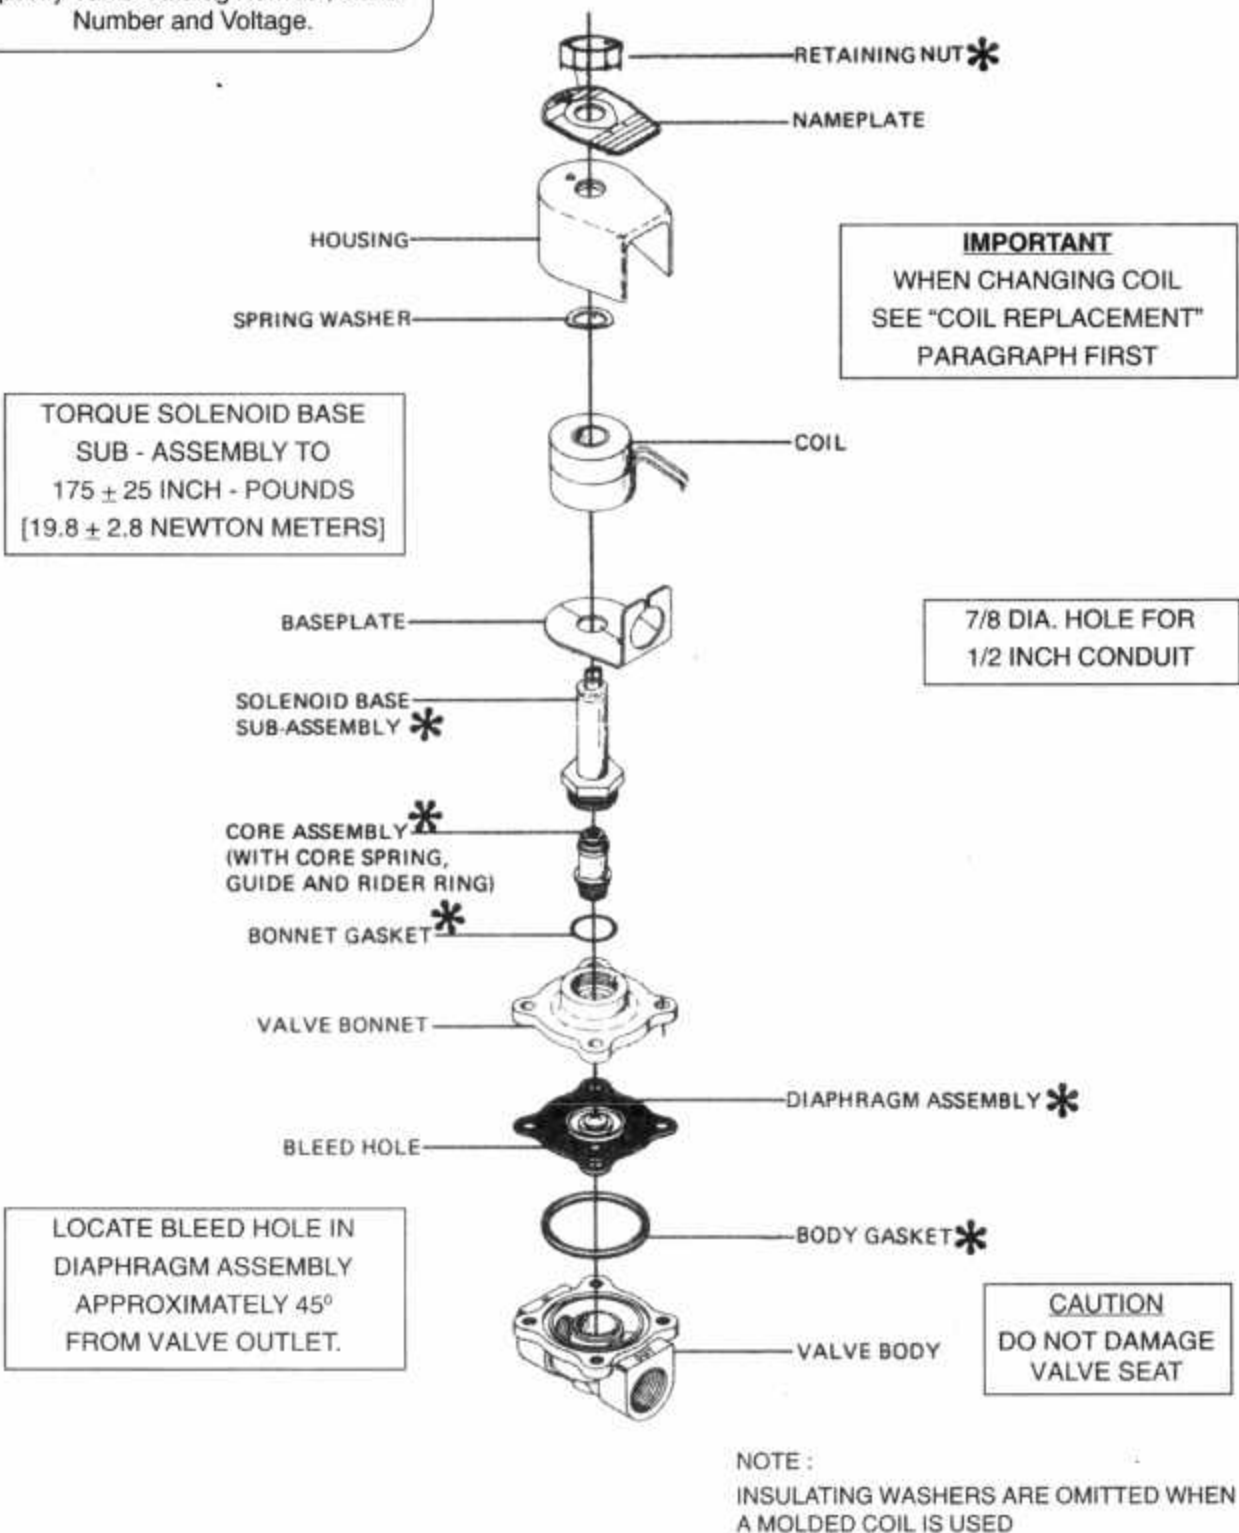 Number and Voltage.
RETAINING NUT*
NAMEPLATE
HOUSING
SPRING WASHER
IMPORTANT
WHEN CHANGING COIL
SEE “COIL REPLACEMENT”
PARAGRAPH FIRST
TORQUE SOLENOID BASE
SUB - ASSEMBLY TO
175 ± 25 INCH - POUNDS
[19.8 ± 2.8 NEWTON METERS]
COIL
BASEPLATE
7/8 DIA. HOLE FOR
1/2 INCH CONDUIT
SOLENOID BASE
SUB-ASSEMBLY *
CORE ASSEMBLY*
(WITH CORE SPRING,
GUIDE AND RIDER RING)
BONNET GASKET*
VALVE BONNET
DIAPHRAGM ASSEMBLY*
BLEED HOLE
LOCATE BLEED HOLE IN
DIAPHRAGM ASSEMBLY
APPROXIMATELY 45º
FROM VALVE OUTLET.
BODY GASKET*
VALVE BODY
CAUTION
DO NOT DAMAGE
VALVE SEAT
NOTE :
INSULATING WASHERS ARE OMITTED WHEN
A MOLDED COIL IS USED